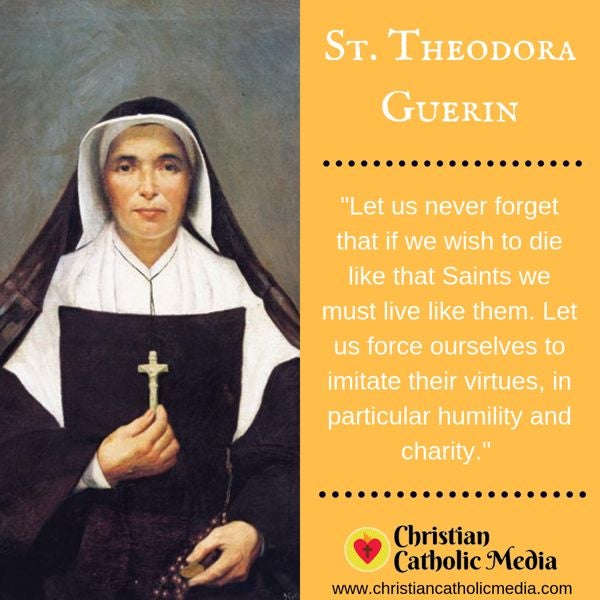 St. Theodora
Guerin
"Let us never forget
that if we wish to die
like that Saints we
must live like them. Let
us force ourselves to
imitate their virtues, in
particular humility and
charity."
Christian
Catholic Media
www.christiancatholicmedia.com